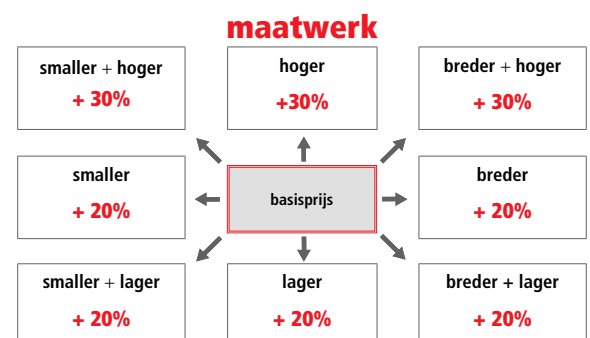 maatwerk
smaller + hoger
+ 30%
hoger
+30%
breder + hoger
+ 30%
smaller
+ 20%
basisprijs
breder
+ 20%
smaller + lager
+ 20%
lager
+ 20%
breder + lager
+ 20%